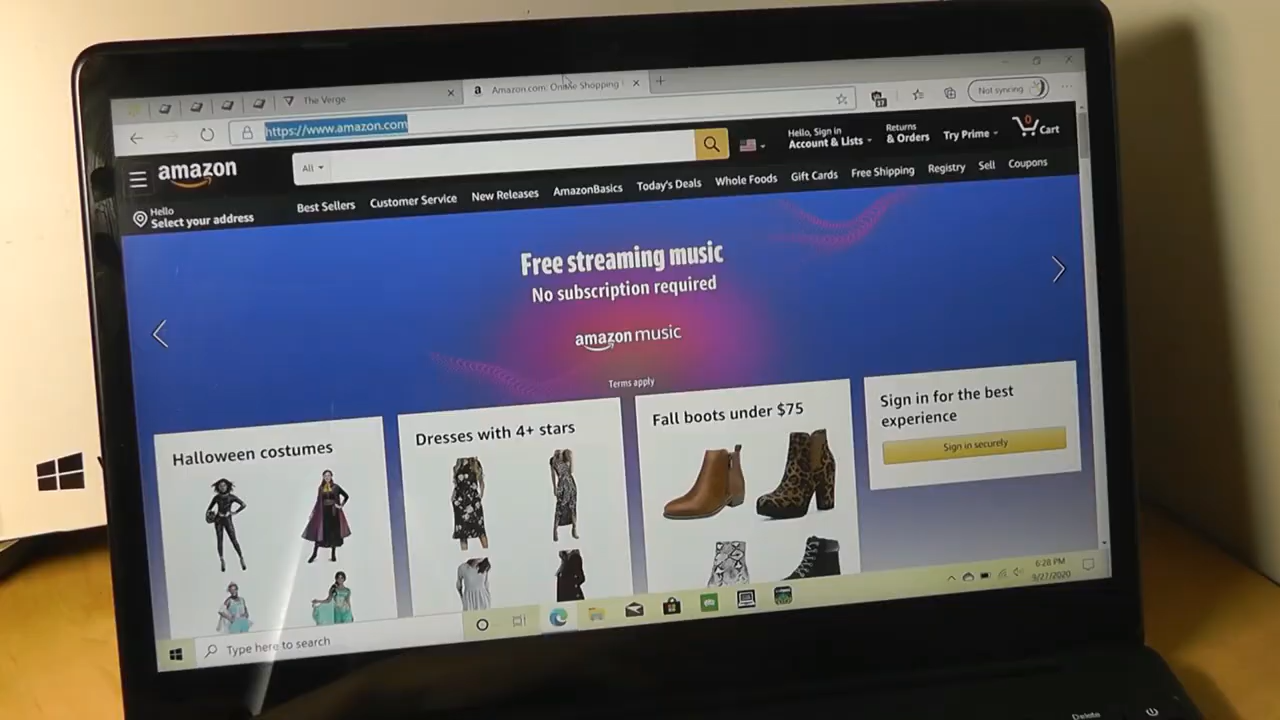 The Verge
Amazon.com: Online Shopping
https://www.amazon.com
Not syncing
amazon
All
Hello, Sign in
Account & Lists
Returns
& Orders
Try Prime
0
Cart
Hello
Select your address
Best Sellers
Customer Service
New Releases
AmazonBasics
Today's Deals
Whole Foods
Gift Cards
Free Shipping
Registry
Sell
Coupons
Free streaming music
No subscription required
amazon music
Terms apply
Halloween costumes
Dresses with 4+ stars
Fall boots under $75
Sign in for the best
experience
Sign in securely
Type here to search
6:28 PM
9/27/2020
Delete